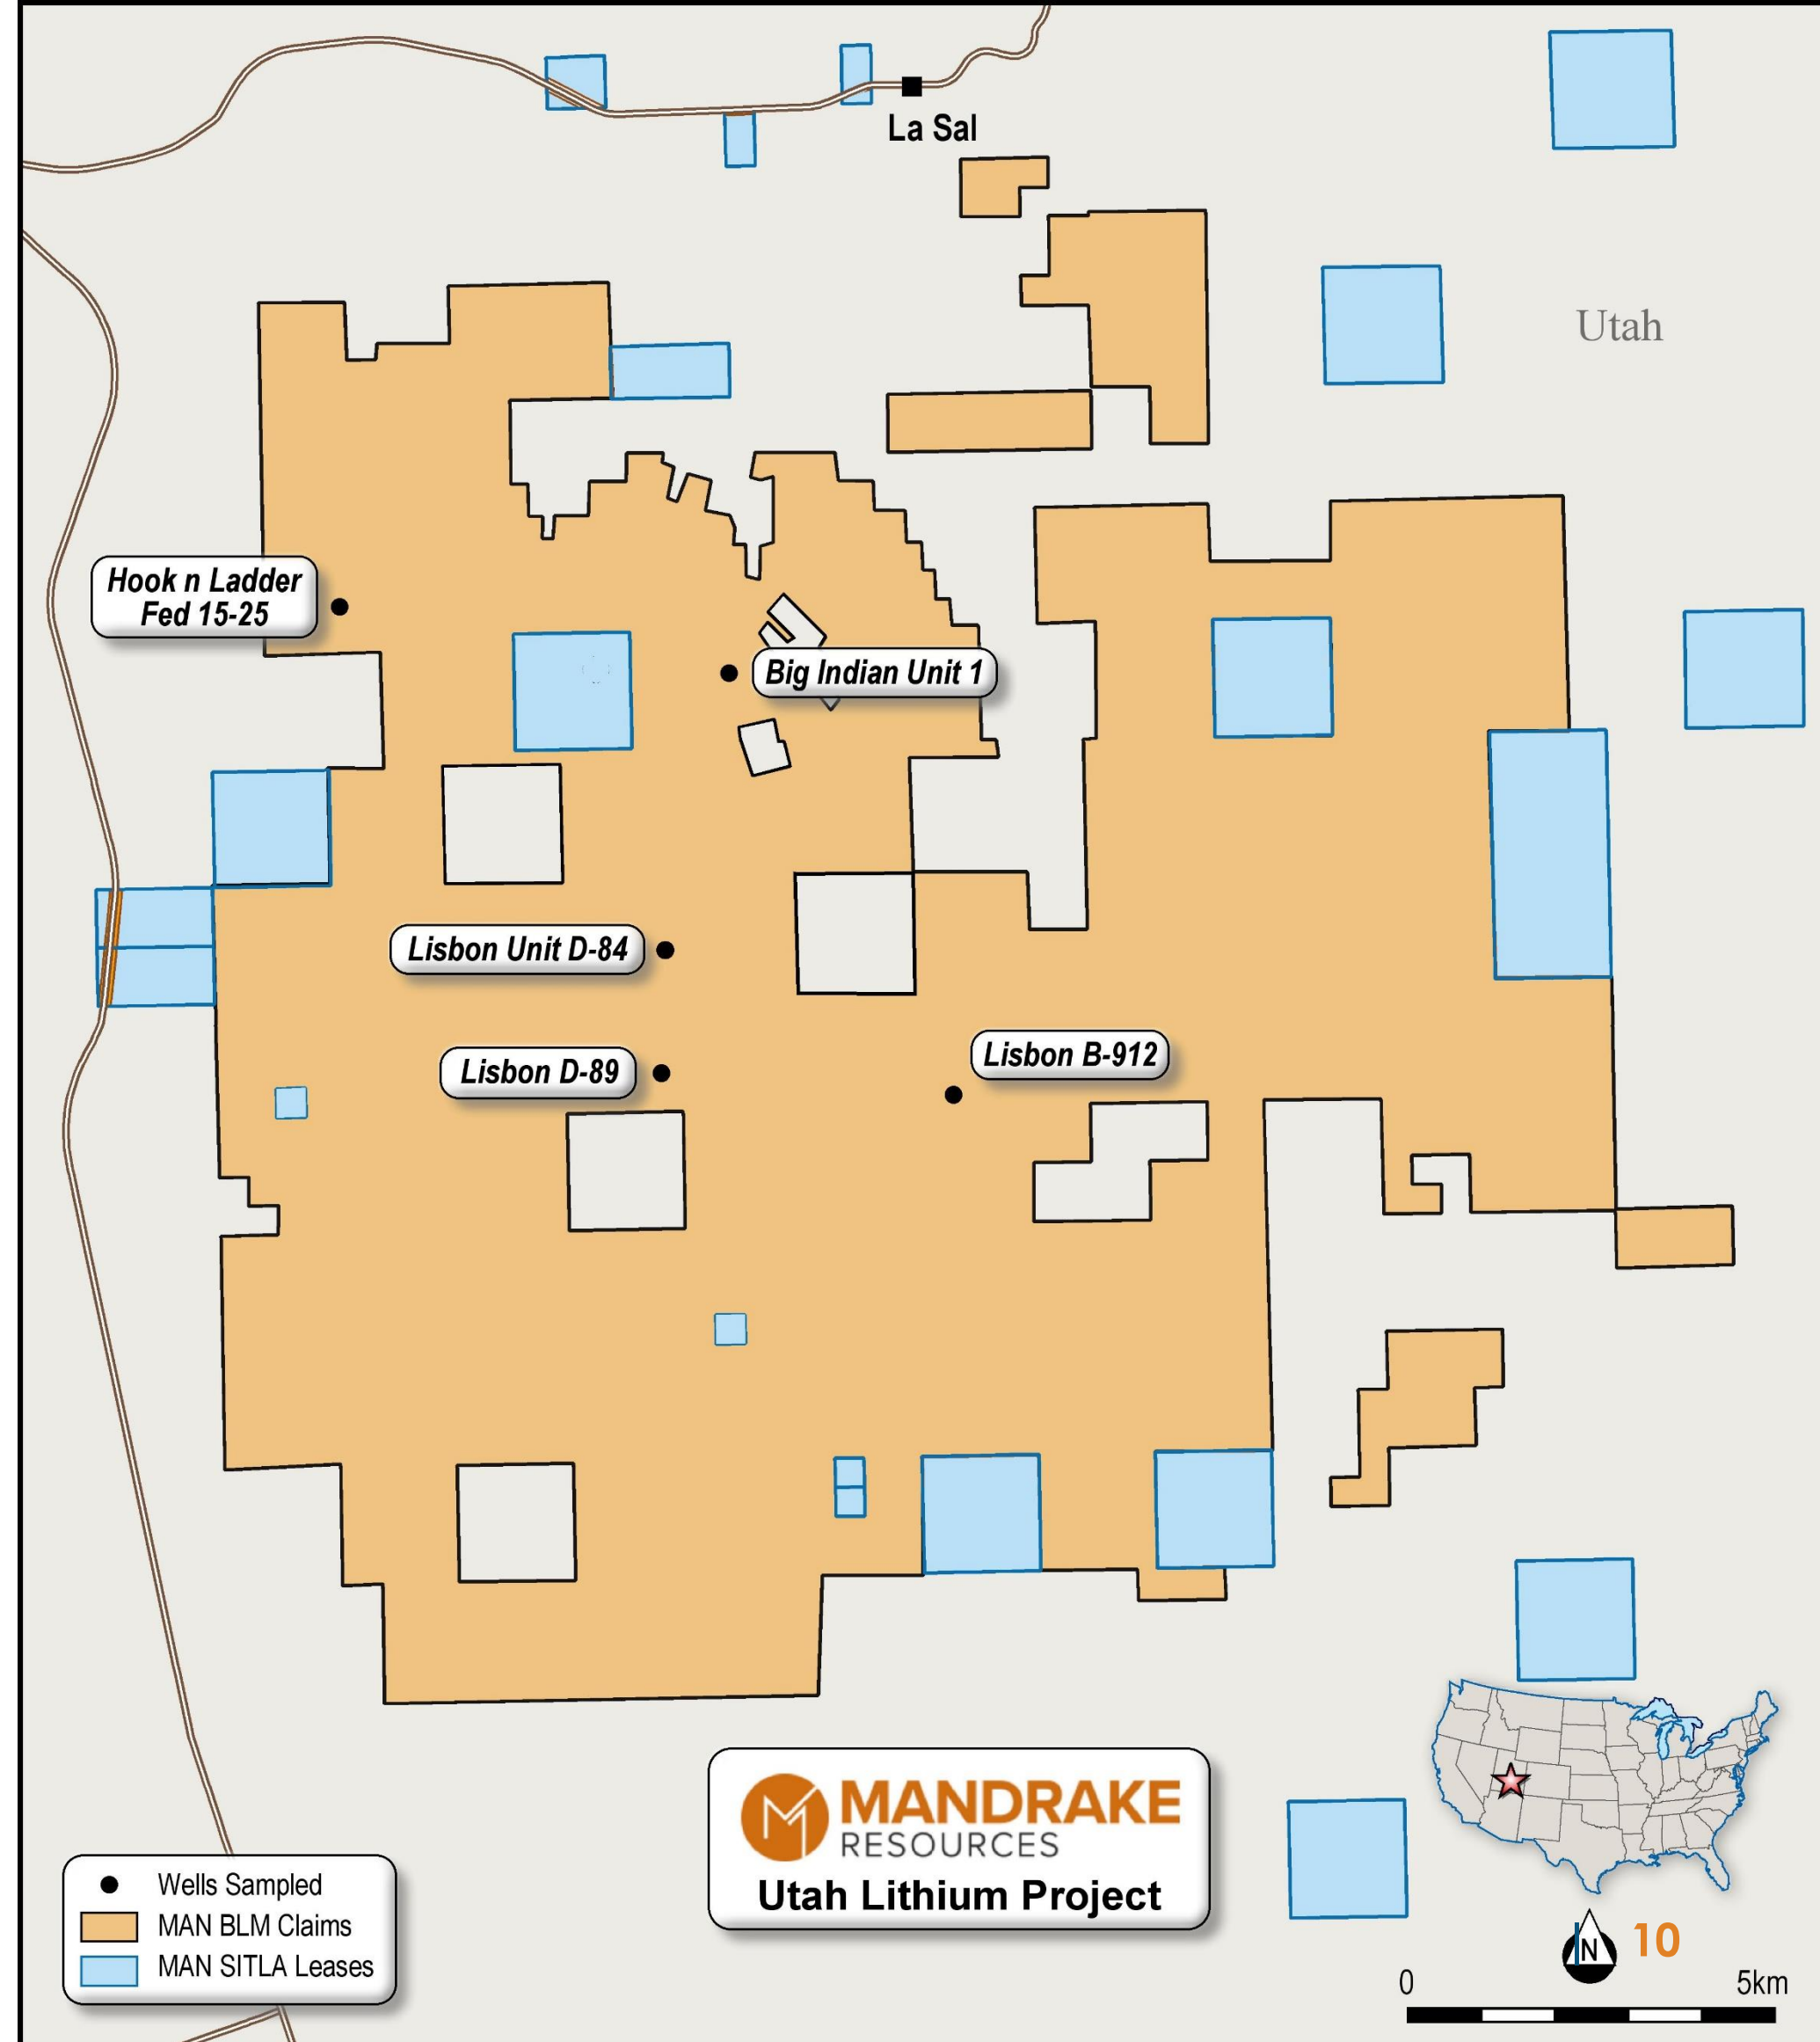 La Sal
Utah
Hook n Ladder
Fed 15-25
Big Indian Unit 1
Lisbon Unit D-84
Lisbon B-912
Lisbon D-89
MANDRAKE
RESOURCES
Utah Lithium Project
Wells Sampled
MAN BLM Claims
MAN SITLA Leases
N
10
0 5km